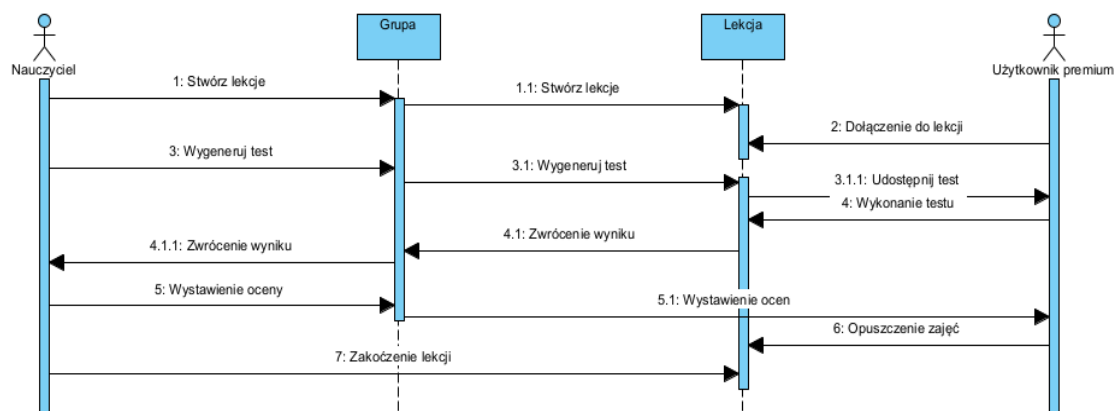 Grupa
Lekcja
Nauczyciel
Użytkownik premium
1: Stwórz lekcje
1.1: Stwórz lekcje
2: Dołączenie do lekcji
3: Wygeneruj test
3.1: Wygeneruj test
3.1.1: Udostępnij test
4: Wykonanie testu
4.1: Zwrócenie wyniku
4.1.1: Zwrócenie wyniku
5: Wystawienie oceny
5.1: Wystawienie ocen
6: Opuszczenie zajęć
7: Zakoćzenie lekcji